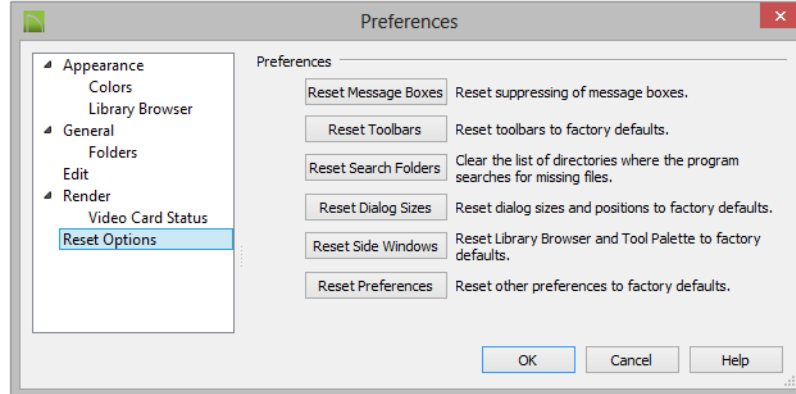 Preferences
Appearance
Colors
Library Browser
General
Folders
Edit
Render
Video Card Status
Reset Options
Preferences
Reset Message Boxes Reset suppressing of message boxes.
Reset Toolbars Reset toolbars to factory defaults.
Reset Search Folders Clear the list of directories where the program
searches for missing files.
Reset Dialog Sizes Reset dialog sizes and positions to factory defaults.
Reset Side Windows Reset Library Browser and Tool Palette to factory
defaults.
Reset Preferences Reset other preferences to factory defaults.
OK Cancel Help